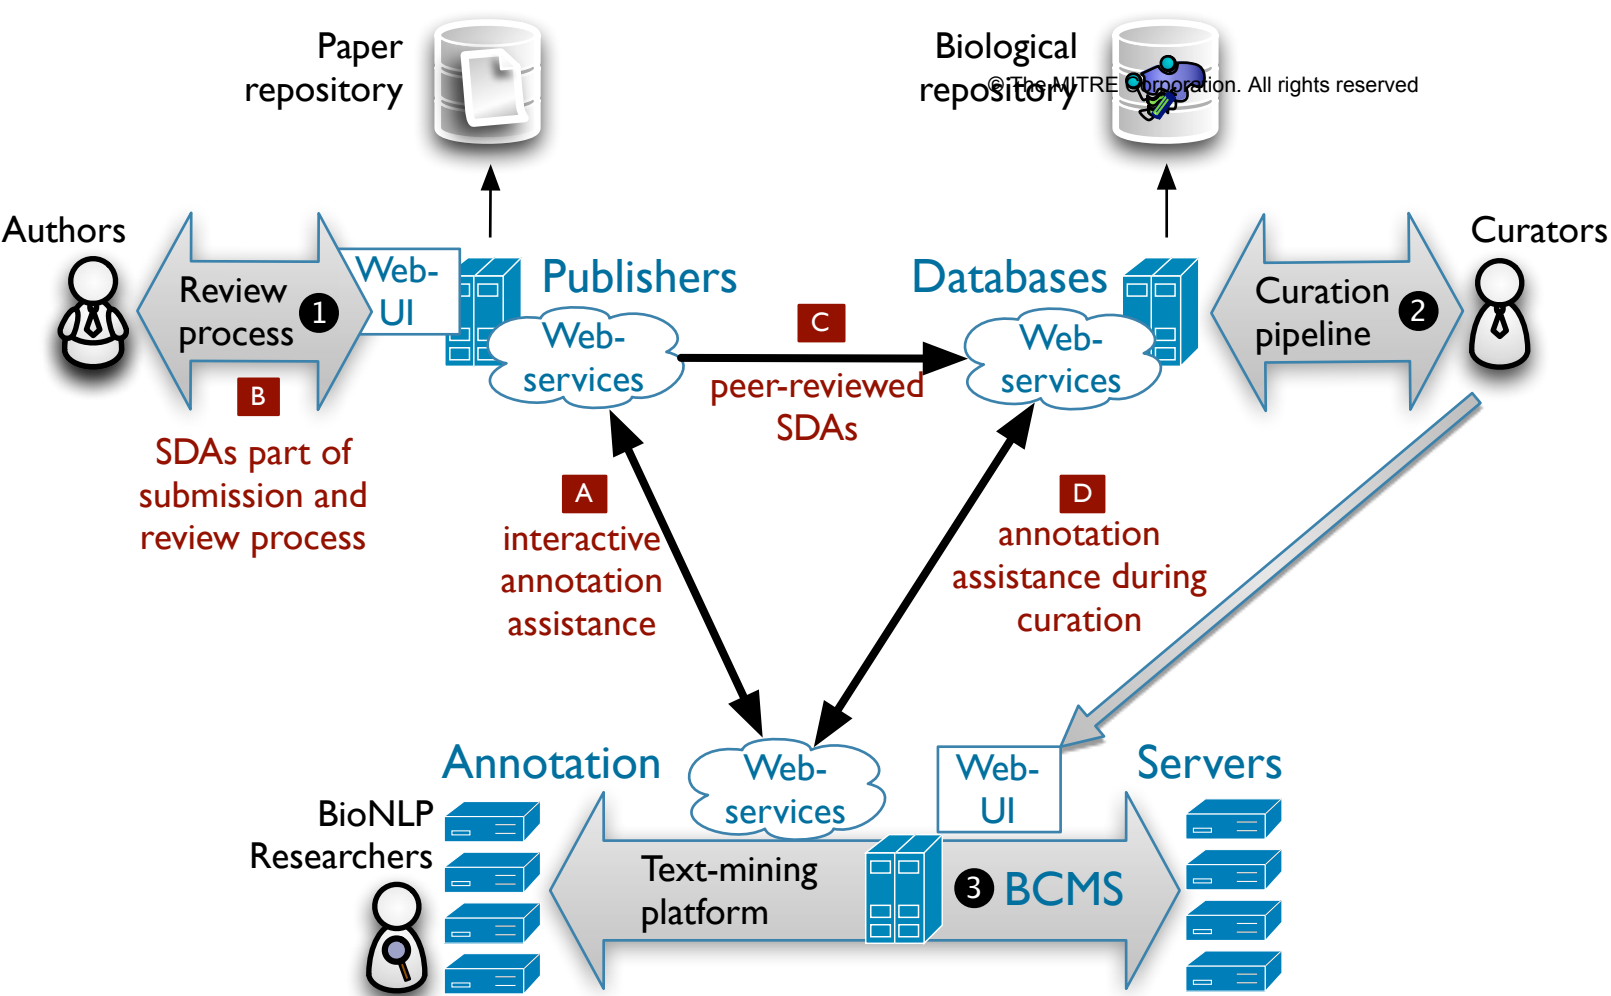 Paper
repository
Biological
repository
© The MITRE Corporation. All rights reserved
Authors
Review
process
1
Web-
UI
Publishers
Web-
services
C
peer-reviewed
SDAs
Databases
Web-
services
Curation
pipeline
2
Curators
B
SDAs part of
submission and
review process
A
interactive
annotation
assistance
D
annotation
assistance during
curation
Annotation
Web-
services
Web-
UI
Servers
BioNLP
Researchers
Text-mining
platform
3
BCMS